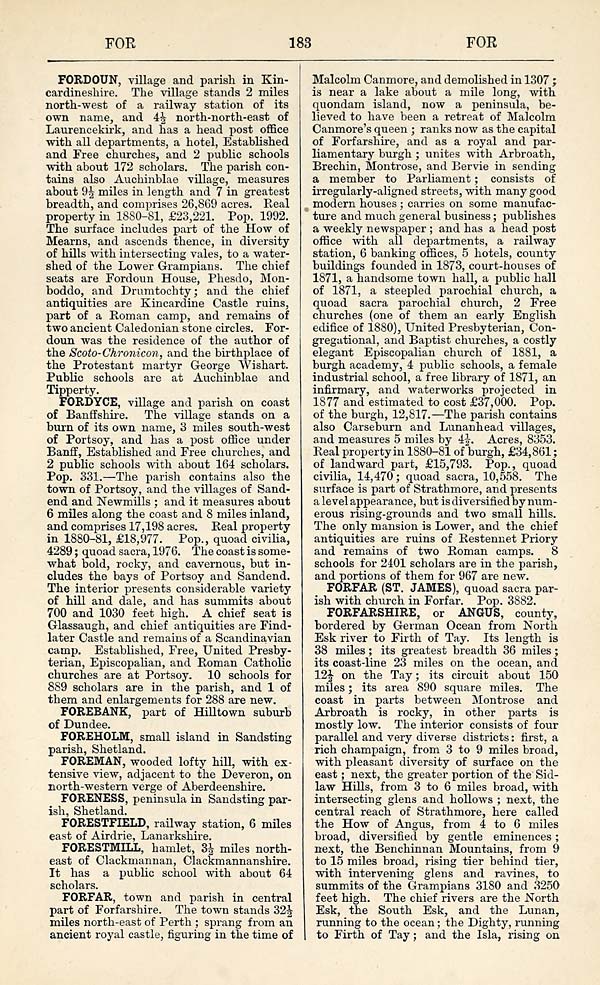 FOR 183 FOR
FORDOUN, village and parish in Kin-
cardineshire. The village stands 2 miles
north-west of a railway station of its
own name, and 4½ north-north-east of
Laurencekirk, and has a head post office
with all departments, a hotel, Established
and Free churches, and 2 public schools
with about 172 scholars. The parish con-
tains also Auchinblae village, measures
about 9½ miles in length and 7 in greatest
breadth, and comprises 26,869 acres. Real
property in 1880-81, £23,221. Pop. 1992.
The surface includes part of the How of
Mearns, and ascends thence, in diversity
of hills with intersecting vales, to a water-
shed of the Lower Grampians. The chief
seats are Fordoun House, Phesdo, Mon-
boddo, and Drumtochty; and the chief
antiquities are Kincardine Castle ruins,
part of a Roman camp, and remains of
two ancient Caledonian stone circles. For-
doun was the residence of the author of
the Scoto-Chronicon, and the birthplace of
the Protestant martyr George Wishart.
Public schools are at Auchinblae and
Tipperty.
FORDYCE, village and parish on coast
of Banffshire. The village stands on a
burn of its own name, 3 miles south-west
of Portsoy, and has a post office under
Banff, Established and Free churches, and
2 public schools with about 164 scholars.
Pop. 331.—The parish contains also the
town of Portsoy, and the villages of Sand-
end and Newmills; and it measures about
6 miles along the coast and 8 miles inland,
and comprises 17,198 acres. Real property
in 1880-81, £18,977. Pop., quoad civilia,
4289; quoad sacra, 1976. The coast is some-
what bold, rocky, and cavernous, but in-
cludes the bays of Portsoy and Sandend.
The interior presents considerable variety
of hill and dale, and has summits about
700 and 1030 feet high. A chief seat is
Glassaugh, and chief antiquities are Find-
later Castle and remains of a Scandinavian
camp. Established, Free, United Presby-
terian, Episcopalian, and Roman Catholic
churches are at Portsoy. 10 schools for
889 scholars are in the parish, and 1 of
them and enlargements for 288 are new.
FOREBANK, part of Hilltown suburb
of Dundee.
FOREHOLM, small island in Sandsting
parish, Shetland.
FOREMAN, wooded lofty hill, with ex-
tensive view, adjacent to the Deveron, on
north-western verge of Aberdeenshire.
FORENESS, peninsula in Sandsting par-
ish, Shetland.
FORESTFIELD, railway station, 6 miles
east of Airdrie, Lanarkshire.
FORESTMILL, hamlet, 3½ miles north-
east of Clackmannan, Clackmannanshire.
It has a public school with about 64
scholars.
FORFAR, town and parish in central
part of Forfarshire. The town stands 32½
miles north-east of Perth; sprang from an
ancient royal castle, figuring in the time of
Malcolm Canmore, and demolished in 1307;
is near a lake about a mile long, with
quondam island, now a peninsula, be-
lieved to have been a retreat of Malcolm
Canmore's queen; ranks now as the capital
of Forfarshire, and as a royal and par-
liamentary burgh; unites with Arbroath,
Brechin, Montrose, and Bervie in sending
a member to Parliament; consists of
irregularly-aligned streets, with many good
modern houses; carries on some manufac-
ture and much general business; publishes
a weekly newspaper; and has a head post
office with all departments, a railway
station, 6 banking offices, 5 hotels, county
buildings founded in 1873, court-houses of
1871, a handsome town hall, a public hall
of 1871, a steepled parochial church, a
quoad sacra parochial church, 2 Free
churches (one of them an early English
edifice of 1880), United Presbyterian, Con-
gregational, and Baptist churches, a costly
elegant Episcopalian church of 1881, a
burgh academy, 4 public schools, a female
industrial school, a free library of 1871, an
infirmary, and waterworks projected in
1877 and estimated to cost £37,000. Pop.
of the burgh, 12,817.—The parish contains
also Carseburn and Lunanhead villages,
and measures 5 miles by 4½. Acres, 8353.
Real property in 1880-81 of burgh, £34,861;
of landward part, £15,793. Pop., quoad
civilia, 14,470; quoad sacra, 10,558. The
surface is part of Strathmore, and presents
a level appearance, but is diversified by num-
erous rising-grounds and two small hills.
The only mansion is Lower, and the chief
antiquities are ruins of Restennet Priory
and remains of two Roman camps. 8
schools for 2401 scholars are in the parish,
and portions of them for 967 are new.
FORFAR (ST. JAMES), quoad sacra par-
ish with church in Forfar. Pop. 3882.
FORFARSHIRE, or ANGUS, county,
bordered by German Ocean from North
Esk river to Firth of Tay. Its length is
38 miles; its greatest breadth 36 miles;
its coast-line 23 miles on the ocean, and
12½ on the Tay; its circuit about 150
miles; its area 890 square miles. The
coast in parts between Montrose and
Arbroath is rocky, in other parts is
mostly low. The interior consists of four
parallel and very diverse districts: first, a
rich champaign, from 3 to 9 miles broad,
with pleasant diversity of surface on the
east; next, the greater portion of the Sid-
law Hills, from 3 to 6 miles broad, with
intersecting glens and hollows; next, the
central reach of Strathmore, here called
the How of Angus, from 4 to 6 miles
broad, diversified by gentle eminences;
next, the Benchinnan Mountains, from 9
to 15 miles broad, rising tier behind tier,
with intervening glens and ravines, to
summits of the Grampians 3180 and 3250
feet high. The chief rivers are the North
Esk, the South Esk, and the Lunan,
running to the ocean; the Dighty, running
to Firth of Tay; and the Isla, rising on